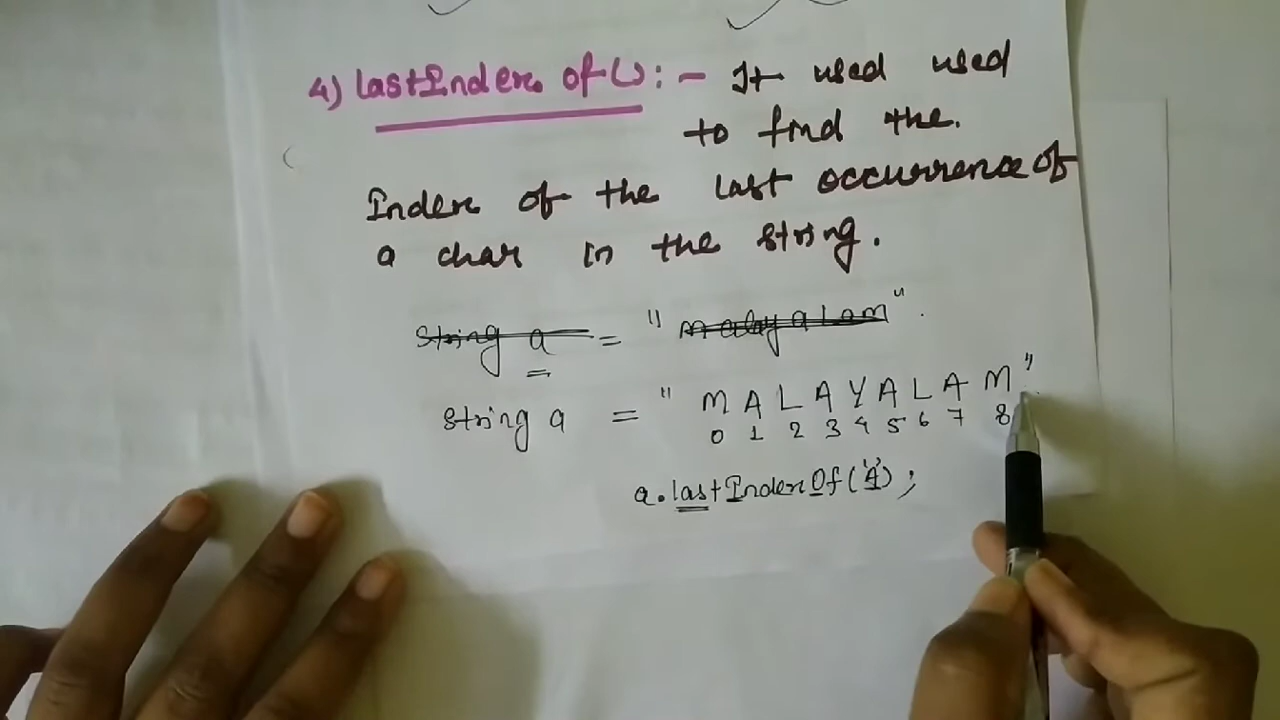 4) lastIndex of () : - It used used
to find the.
Index of the last occurrence of
a char in the string.
String a = " malayalam " .
String a = " M A L A Y A L A M "
0 1 2 3 4 5 6 7 8
a.lastIndexOf('A');